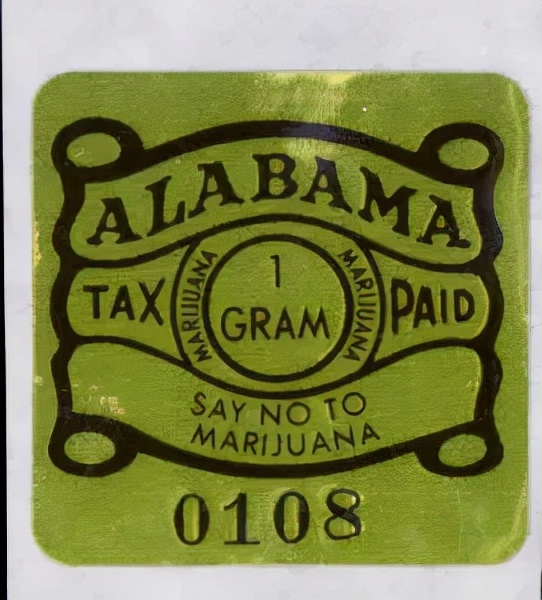 ALABAMA
TAX
MARIJUANA
1
GRAM
MARIJUANA
PAID
SAY NO TO
MARIJUANA
0108